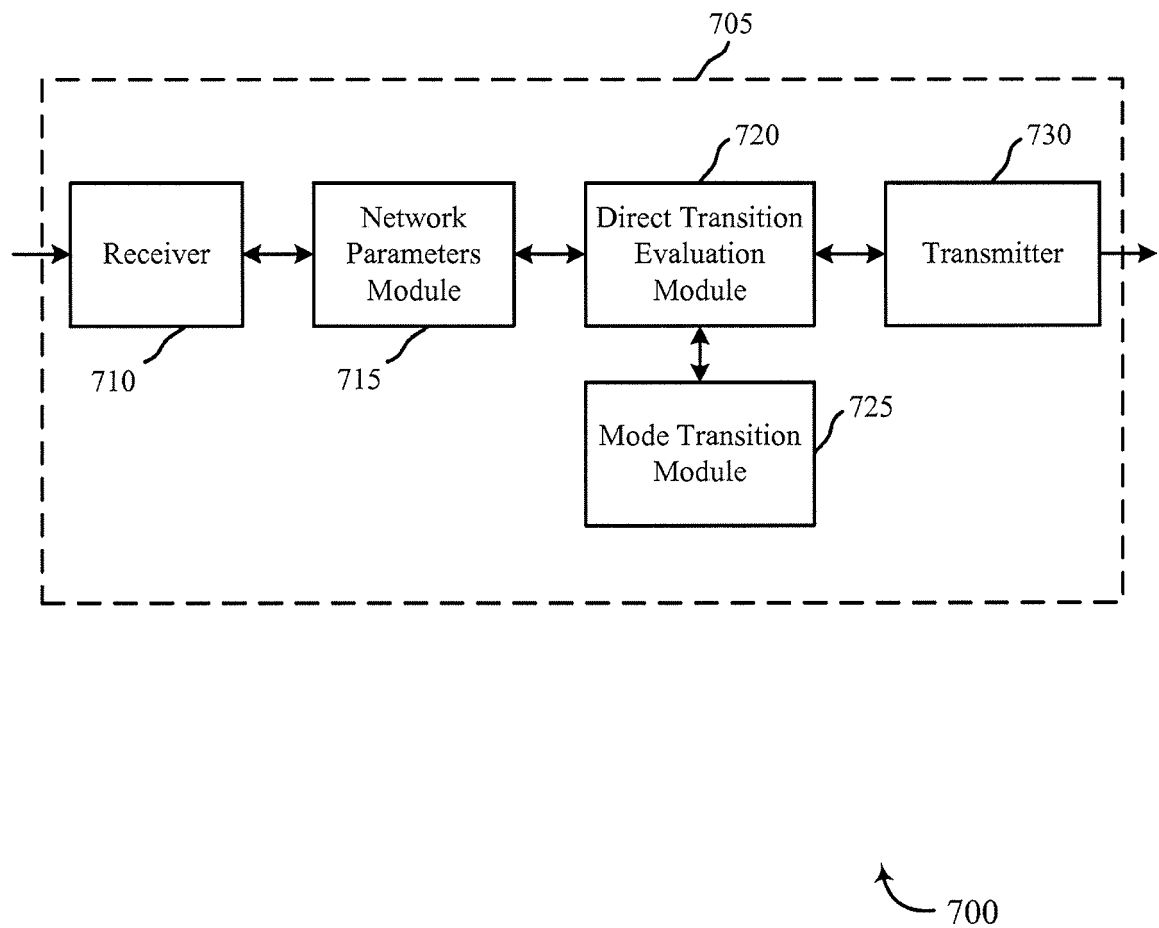 705
720
730
Receiver
Network
Parameters
Module
Direct Transition
Evaluation
Module
Transmitter
710
715
Mode Transition
Module
725
700